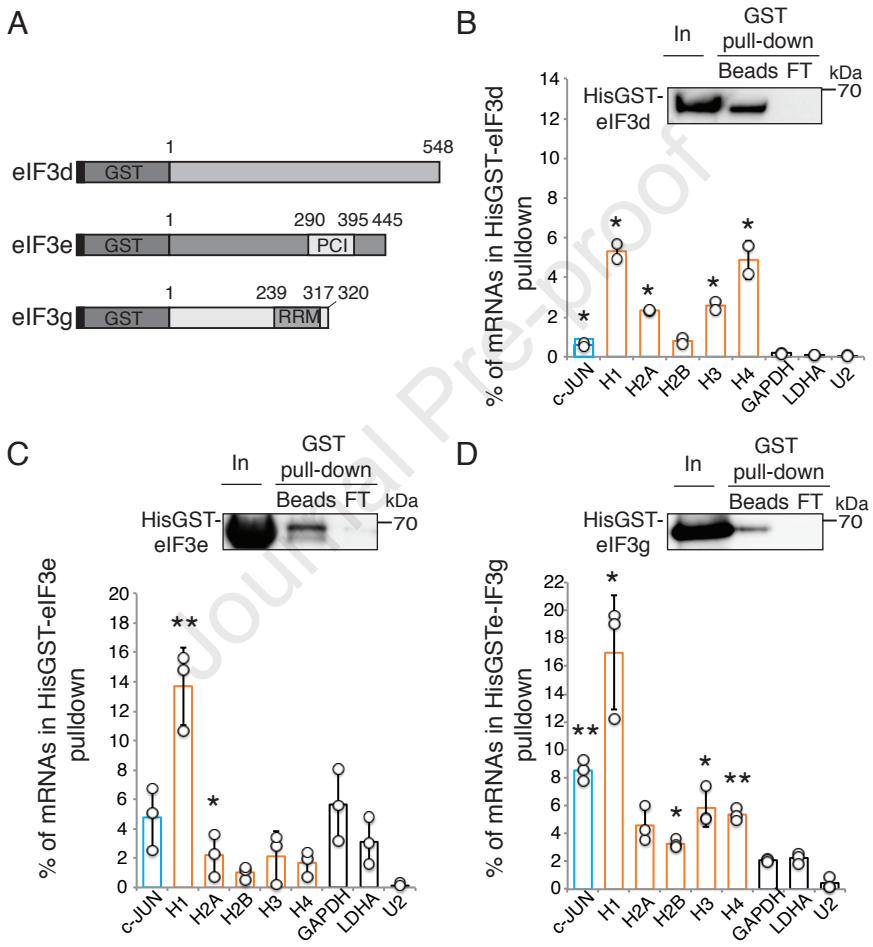 A
1 548
eIF3d GST
1 290 395 445
eIF3e GST PCI
1 239 317 320
eIF3g GST RRM
B
In GST pull-down
Beads FT kDa
HisGST-eIF3d 70
% of mRNAs in HisGST-eIF3d
pulldown
14
12
10
8
6
4
2
0
* * * * *
c-JUN H1 H2A H2B H3 H4 GAPDH LDHA U2
C
In GST pull-down
Beads FT kDa
HisGST-eIF3e 70
% of mRNAs in HisGST-eIF3e
pulldown
20
18
16
14
12
10
8
6
4
2
0
** *
c-JUN H1 H2A H2B H3 H4 GAPDH LDHA U2
D
In GST pull-down
Beads FT kDa
HisGST-eIF3g 70
% of mRNAs in HisGSTe-IF3g
pulldown
22
20
18
16
14
12
10
8
6
4
2
0
** * * * **
c-JUN H1 H2A H2B H3 H4 GAPDH LDHA U2
Journal Pre-proof